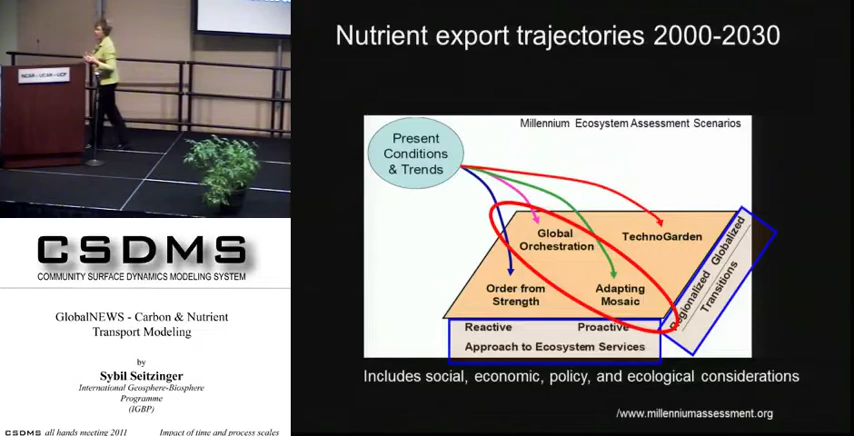 NCAR - UCAR - UCP
CSDMS
COMMUNITY SURFACE DYNAMICS MODELING SYSTEM
GlobalNEWS - Carbon & Nutrient
Transport Modeling
by
Sybil Seitzinger
International Geosphere-Biosphere
Programme
(IGBP)
CSDMS all hands meeting 2011
Impact of time and process scales
Nutrient export trajectories 2000-2030
Millennium Ecosystem Assessment Scenarios
Present
Conditions
& Trends
Global
Orchestration
TechnoGarden
Order from
Strength
Adapting
Mosaic
Regionalized Globalized
Transitions
Reactive Proactive
Approach to Ecosystem Services
Includes social, economic, policy, and ecological considerations
/www.millenniumassessment.org